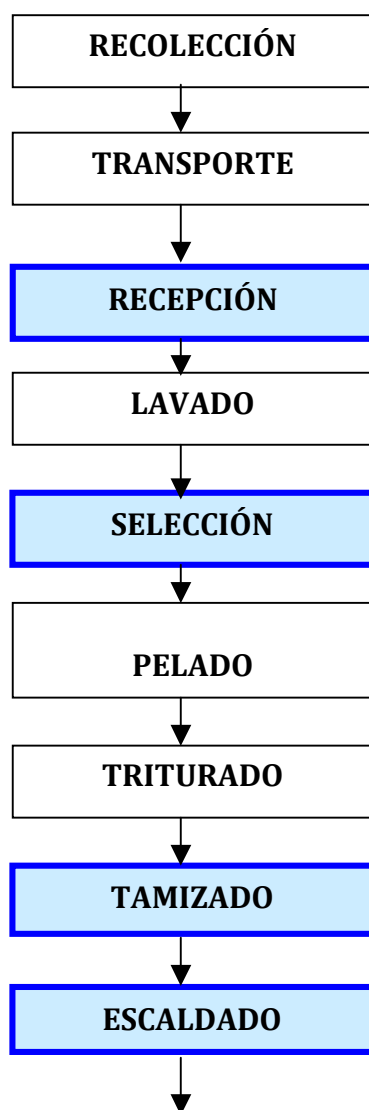 RECOLECCIÓN
TRANSPORTE
RECEPCIÓN
LAVADO
SELECCIÓN
PELADO
TRITURADO
TAMIZADO
ESCALDADO